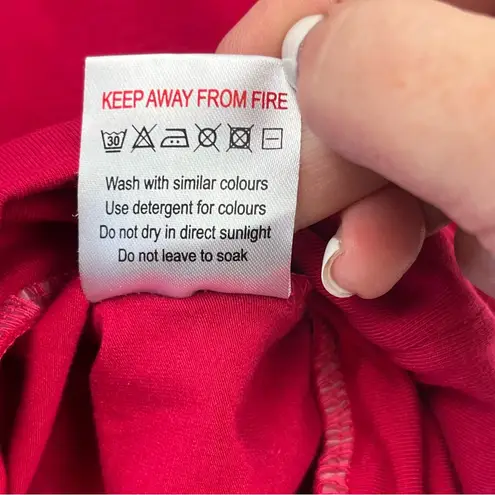 KEEP AWAY FROM FIRE
30
Wash with similar colours
Use detergent for colours
Do not dry in direct sunlight
Do not leave to soak